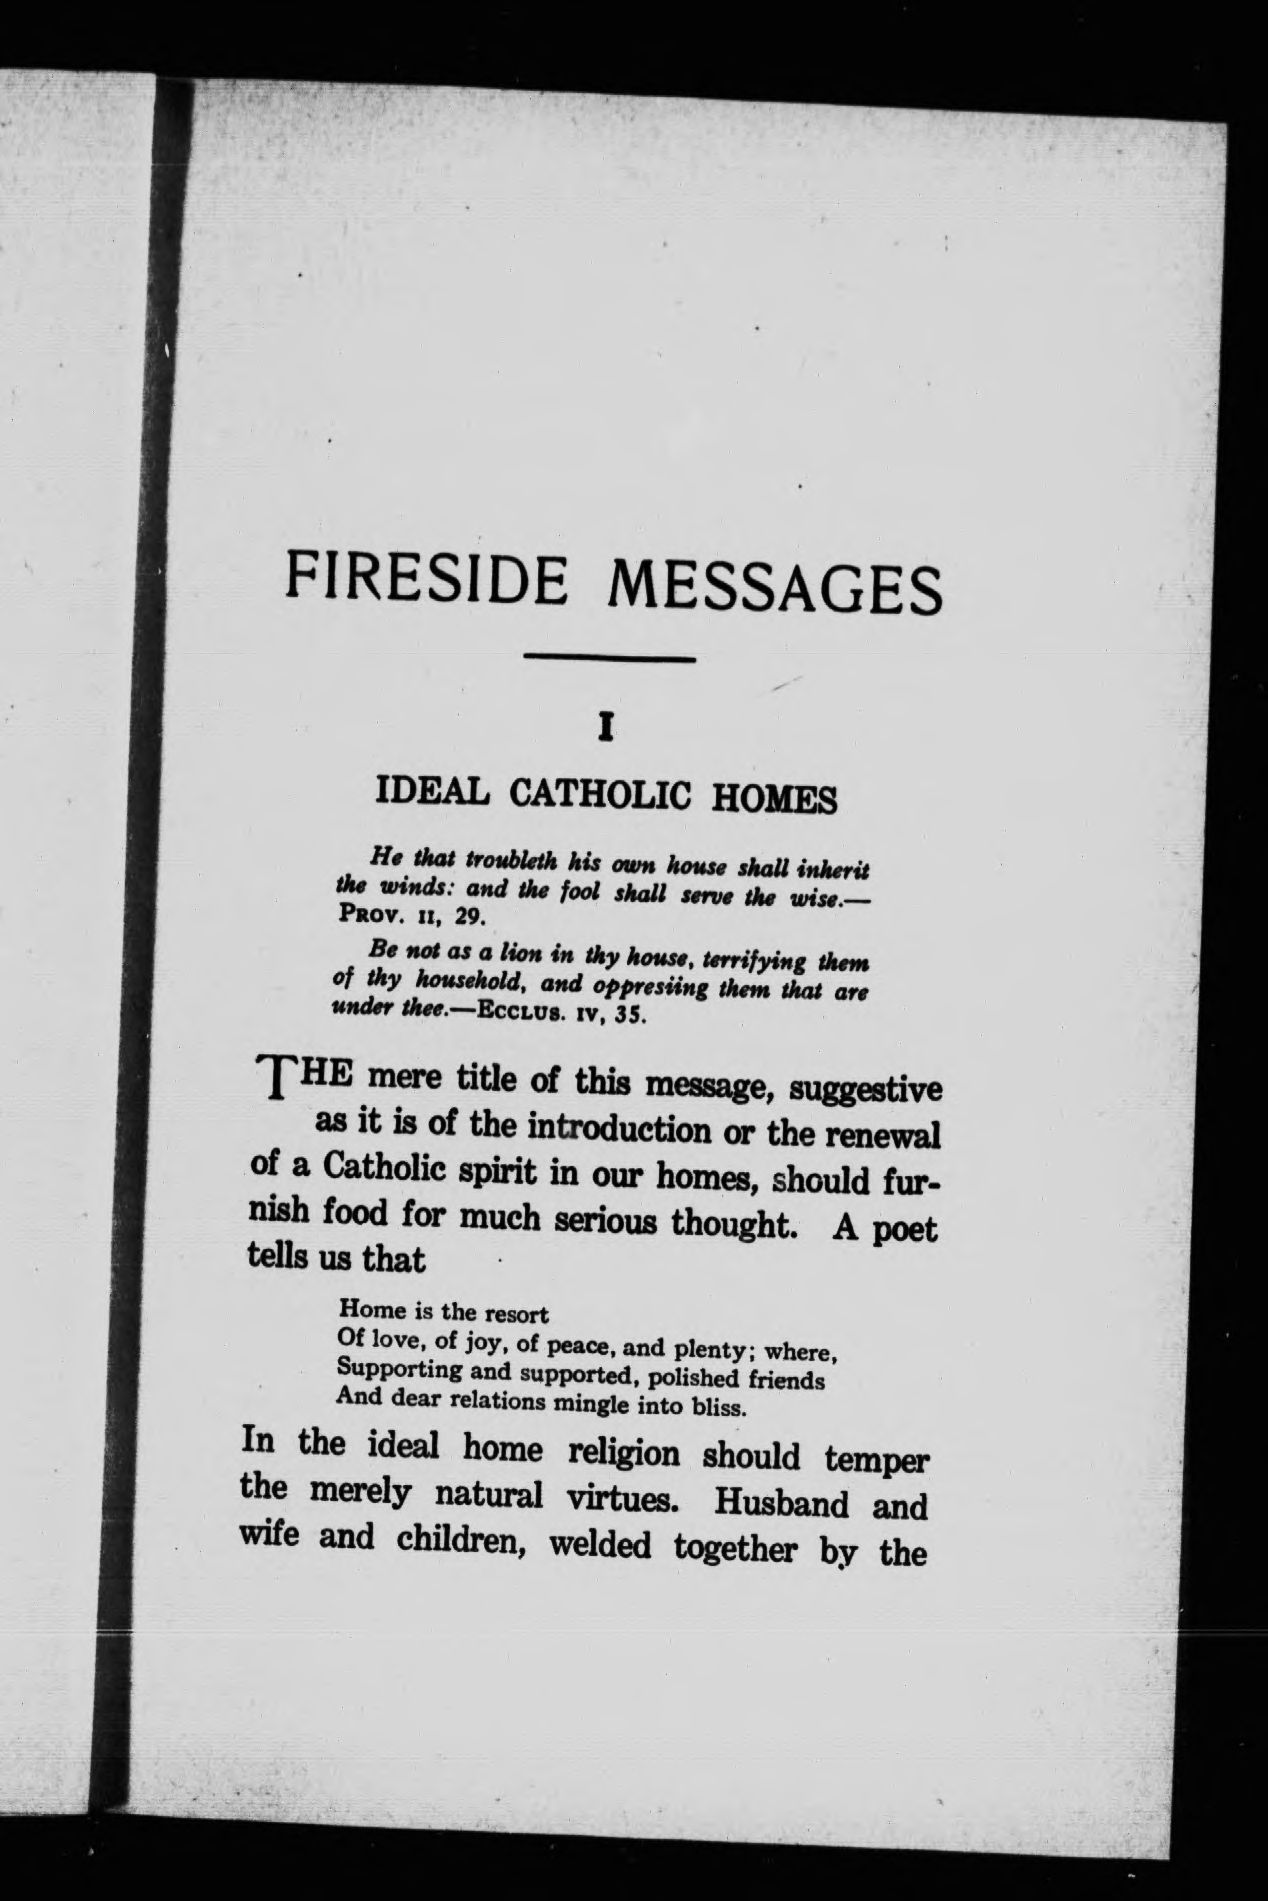 FIRESIDE MESSAGES
I
IDEAL CATHOLIC HOMES
He that troubleth his own house shall inherit
the winds: and the fool shall serve the wise.—
PROV. II, 29.
Be not as a lion in thy house, terrifying them
of thy household, and oppresiing them that are
under thee.—ECCLUS. IV, 35.
THE mere title of this message, suggestive
as it is of the introduction or the renewal
of a Catholic spirit in our homes, should fur-
nish food for much serious thought. A poet
tells us that
Home is the resort
Of love, of joy, of peace, and plenty; where,
Supporting and supported, polished friends
And dear relations mingle into bliss.
In the ideal home religion should temper
the merely natural virtues. Husband and
wife and children, welded together by the